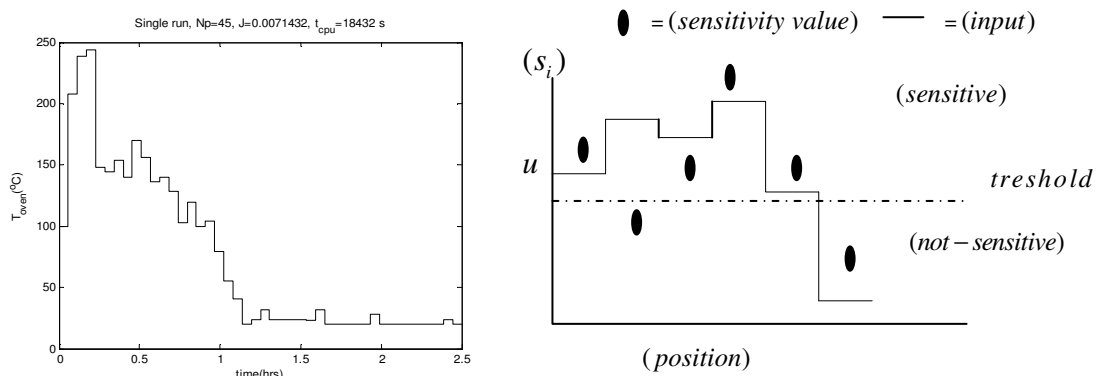 Single run, Np=45, J=0.0071432, t_cpu=18432 s
250
200
150
100
50
0
T_oven(°C)
0
0.5
1
1.5
2
2.5
time(hrs)
= (sensitivity value)
= (input)
(s_i)
(sensitive)
u
treshold
(not − sensitive)
(position)